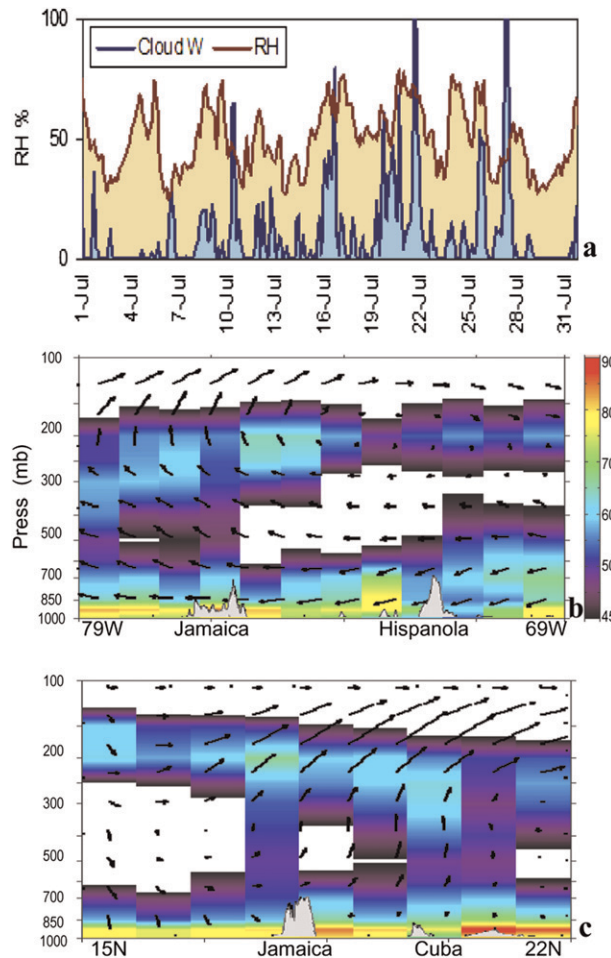 100
50
0
RH %
Cloud W
RH
1-Jul
4-Jul
7-Jul
10-Jul
13-Jul
16-Jul
19-Jul
22-Jul
25-Jul
28-Jul
31-Jul
a
100
200
300
500
700
850
1000
Press (mb)
79W
Jamaica
Hispanola
69W
b
90
80
70
60
50
45
100
200
300
500
700
850
1000
15N
Jamaica
Cuba
22N
c